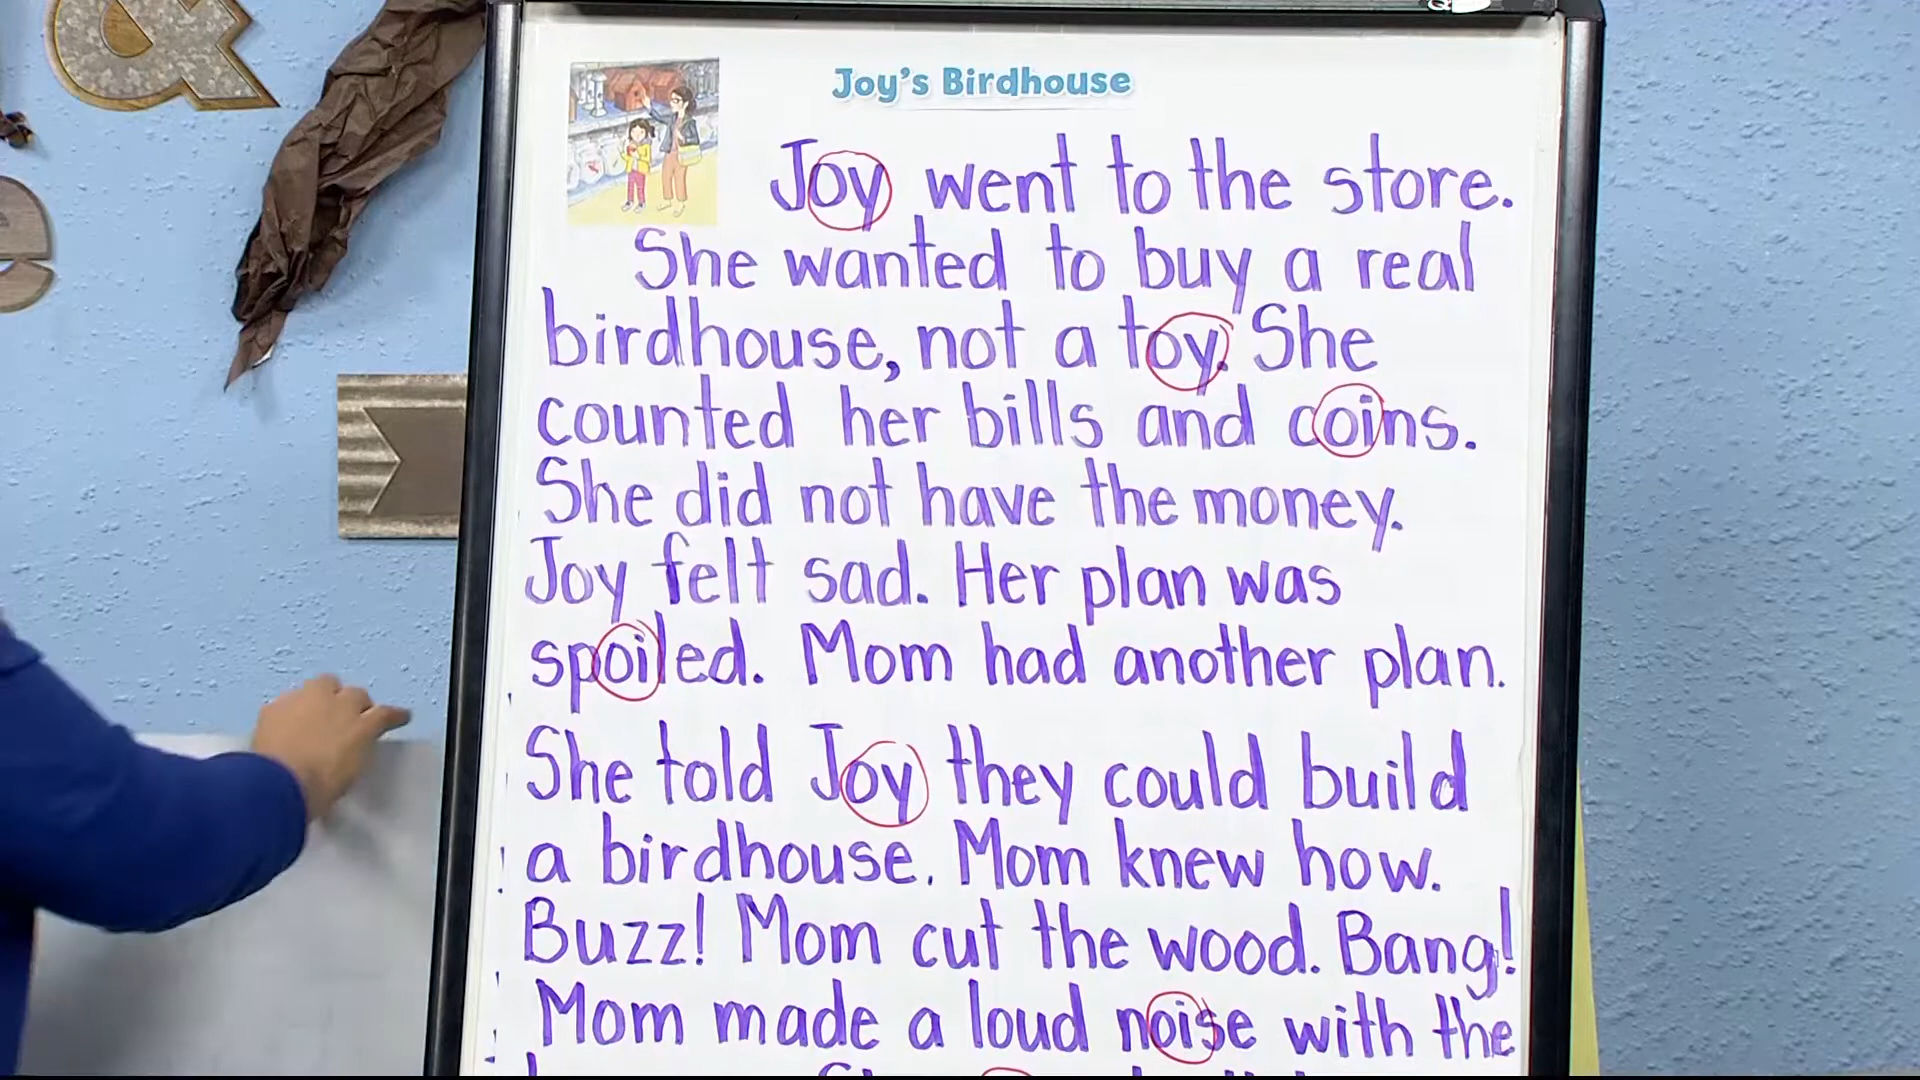 &
e
Joy's Birdhouse
Joy went to the store.
She wanted to buy a real
birdhouse, not a toy. She
counted her bills and coins.
She did not have the money.
Joy felt sad. Her plan was
spoiled. Mom had another plan.
She told Joy they could build
a birdhouse. Mom knew how.
Buzz! Mom cut the wood. Bang!
Mom made a loud noise with the